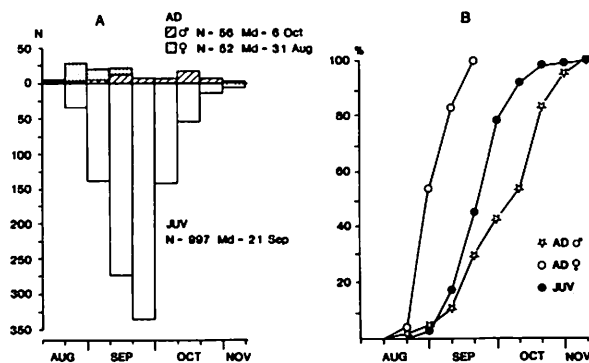 A
AD
N
♂ N - 56 Md - 6 Oct
♀ N - 52 Md - 31 Aug
50
0
50
100
150
200
250
300
350
JUV
N - 997 Md - 21 Sep
AUG SEP OCT NOV
B
%
100
80
60
40
20
AD ♂
AD ♀
JUV
AUG SEP OCT NOV